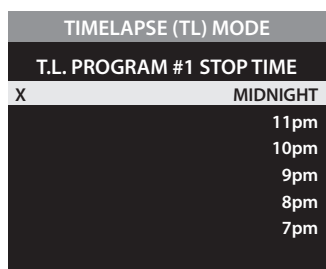 TIMELAPSE (TL) MODE
T.L. PROGRAM #1 STOP TIME
X MIDNIGHT
11pm
10pm
9pm
8pm
7pm